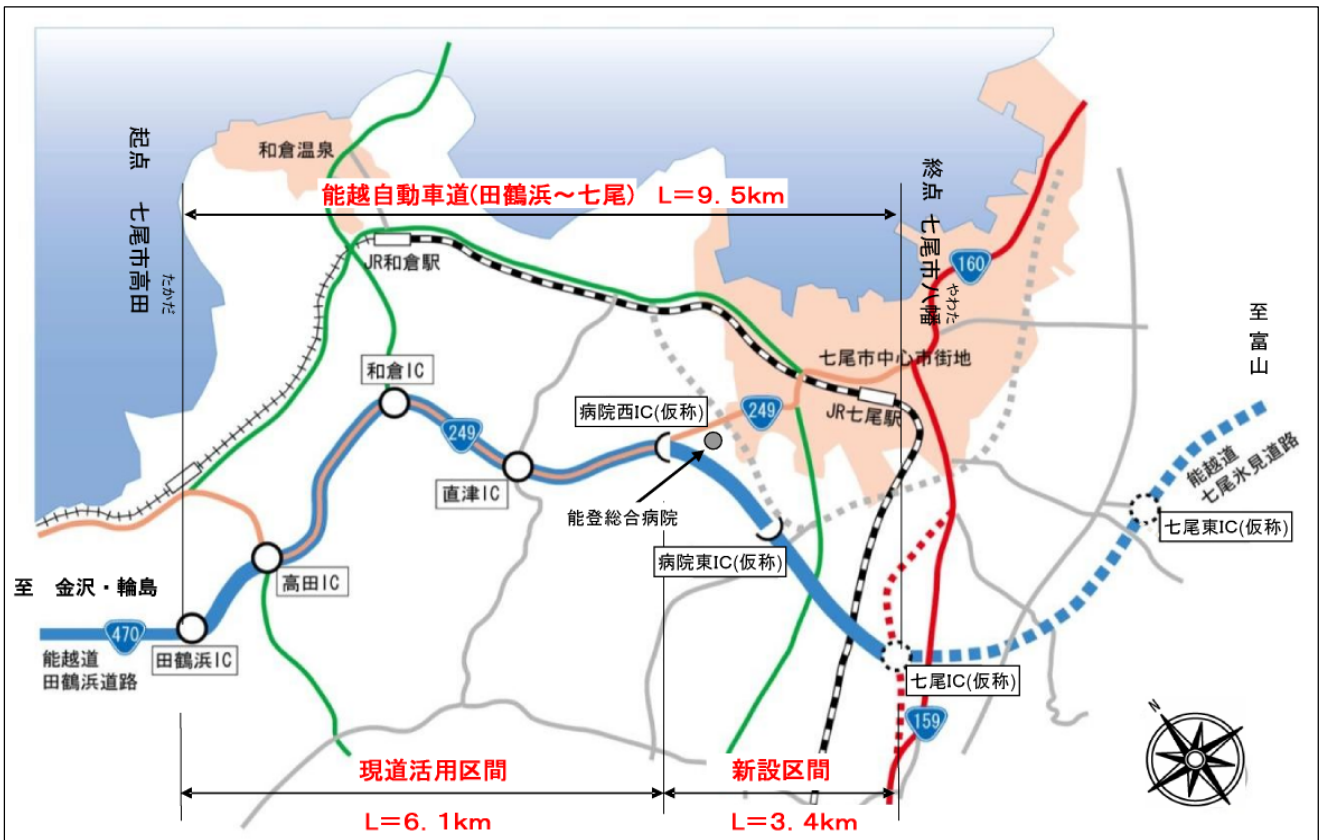 起点　七尾市高田
たかだ
和倉温泉
能越自動車道(田鶴浜～七尾)　L＝9. 5km
終点 七尾市八幡
やわた
JR和倉駅
160
至 富山
七尾市中心市街地
和倉IC
病院西IC(仮称)
249
JR七尾駅
249
直津IC
能登総合病院
能越道
七尾氷見道路
七尾東IC(仮称)
病院東IC(仮称)
高田IC
至　金沢・輪島
470
田鶴浜IC
能越道
田鶴浜道路
七尾IC(仮称)
159
N
現道活用区間
新設区間
L＝6. 1km
L＝3. 4km